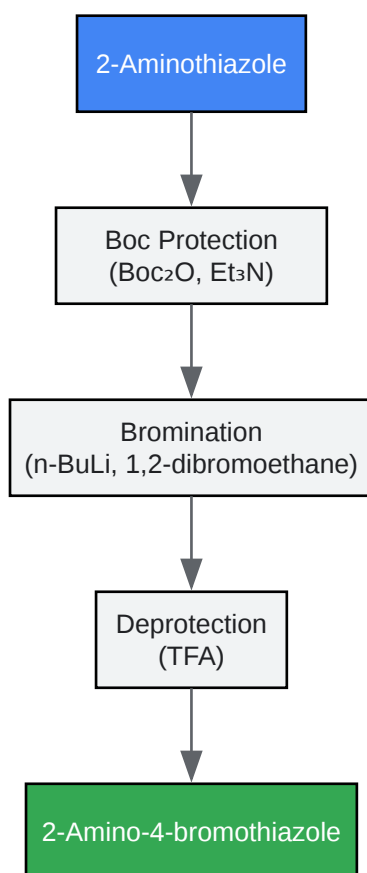 2-Aminothiazole
Boc Protection
(Boc₂O, Et₃N)
Bromination
(n-BuLi, 1,2-dibromoethane)
Deprotection
(TFA)
2-Amino-4-bromothiazole